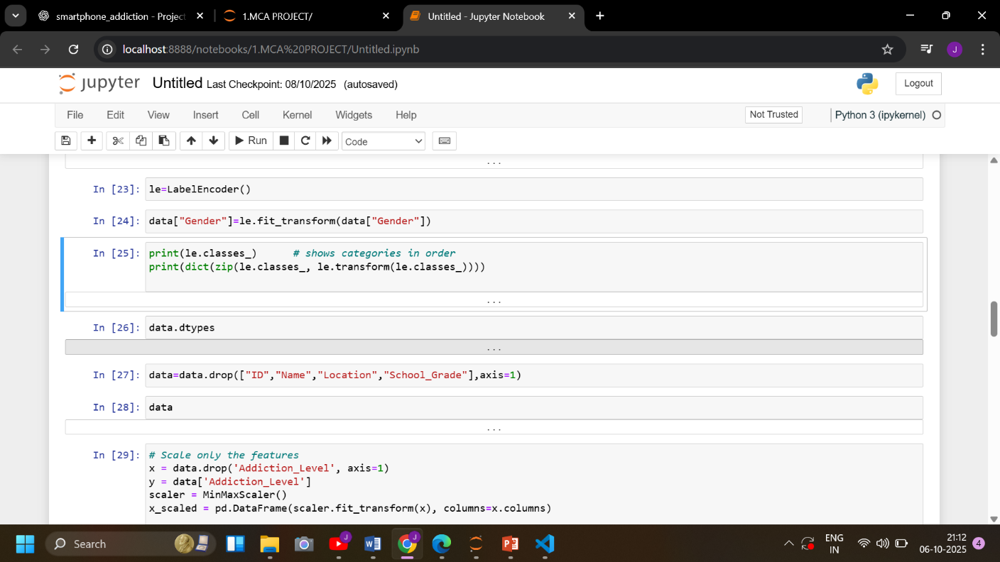 smartphone_addiction - Project
1.MCA PROJECT/
Untitled - Jupyter Notebook
localhost:8888/notebooks/1.MCA%20PROJECT/Untitled.ipynb
J
jupyter Untitled Last Checkpoint: 08/10/2025 (autosaved)
Logout
File Edit View Insert Cell Kernel Widgets Help
Not Trusted
Python 3 (ipykernel)
Run
Code
...
In [23]: le=LabelEncoder()
In [24]: data["Gender"]=le.fit_transform(data["Gender"])
In [25]: print(le.classes_)      # shows categories in order
print(dict(zip(le.classes_, le.transform(le.classes_))))
...
In [26]: data.dtypes
...
In [27]: data=data.drop(["ID","Name","Location","School_Grade"],axis=1)
In [28]: data
...
In [29]: # Scale only the features
x = data.drop('Addiction_Level', axis=1)
y = data['Addiction_Level']
scaler = MinMaxScaler()
x_scaled = pd.DataFrame(scaler.fit_transform(x), columns=x.columns)
Search
J
J
ENG
IN
21:12
06-10-2025
4